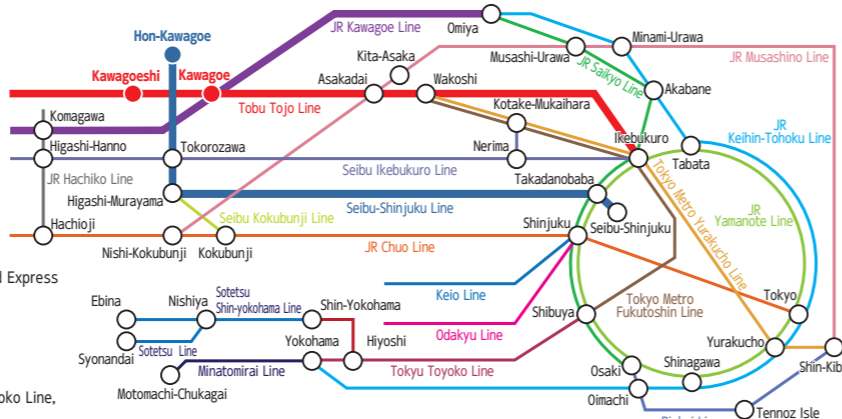 Omiya
JR Kawagoe Line
Minami-Urawa
Hon-Kawagoe
Musashi-Urawa
JR Musashino Line
Kita-Asaka
JR Saikyo Line
Kawagoeshi
Kawagoe
Asakadai
Wakoshi
Akabane
Tobu Tojo Line
Kotake-Mukaihara
Komagawa
Ikebukuro
JR
Keihin-Tohoku Line
Higashi-Hanno
Tokorozawa
Nerima
Tabata
Seibu Ikebukuro Line
JR Hachiko Line
Takadanobaba
Higashi-Murayama
Tokyo Metro Yurakucho Line
Seibu-Shinjuku Line
Seibu Kokubunji Line
JR
Yamanote Line
Hachioji
Shinjuku
Seibu-Shinjuku
Nishi-Kokubunji
Kokubunji
JR Chuo Line
Express
Keio Line
Sotetsu
Shin-yokohama Line
Ebina
Nishiya
Shin-Yokohama
Tokyo Metro
Fukutoshin Line
Tokyo
Shibuya
Odakyu Line
Syonandai
Sotetsu Line
Yokohama
Hiyoshi
Yurakucho
Minatomirai Line
Tokyu Toyoko Line
Osaki
Shinagawa
Shin-Kib
Motomachi-Chukagai
Oimachi
oko Line,
Tennoz Isle